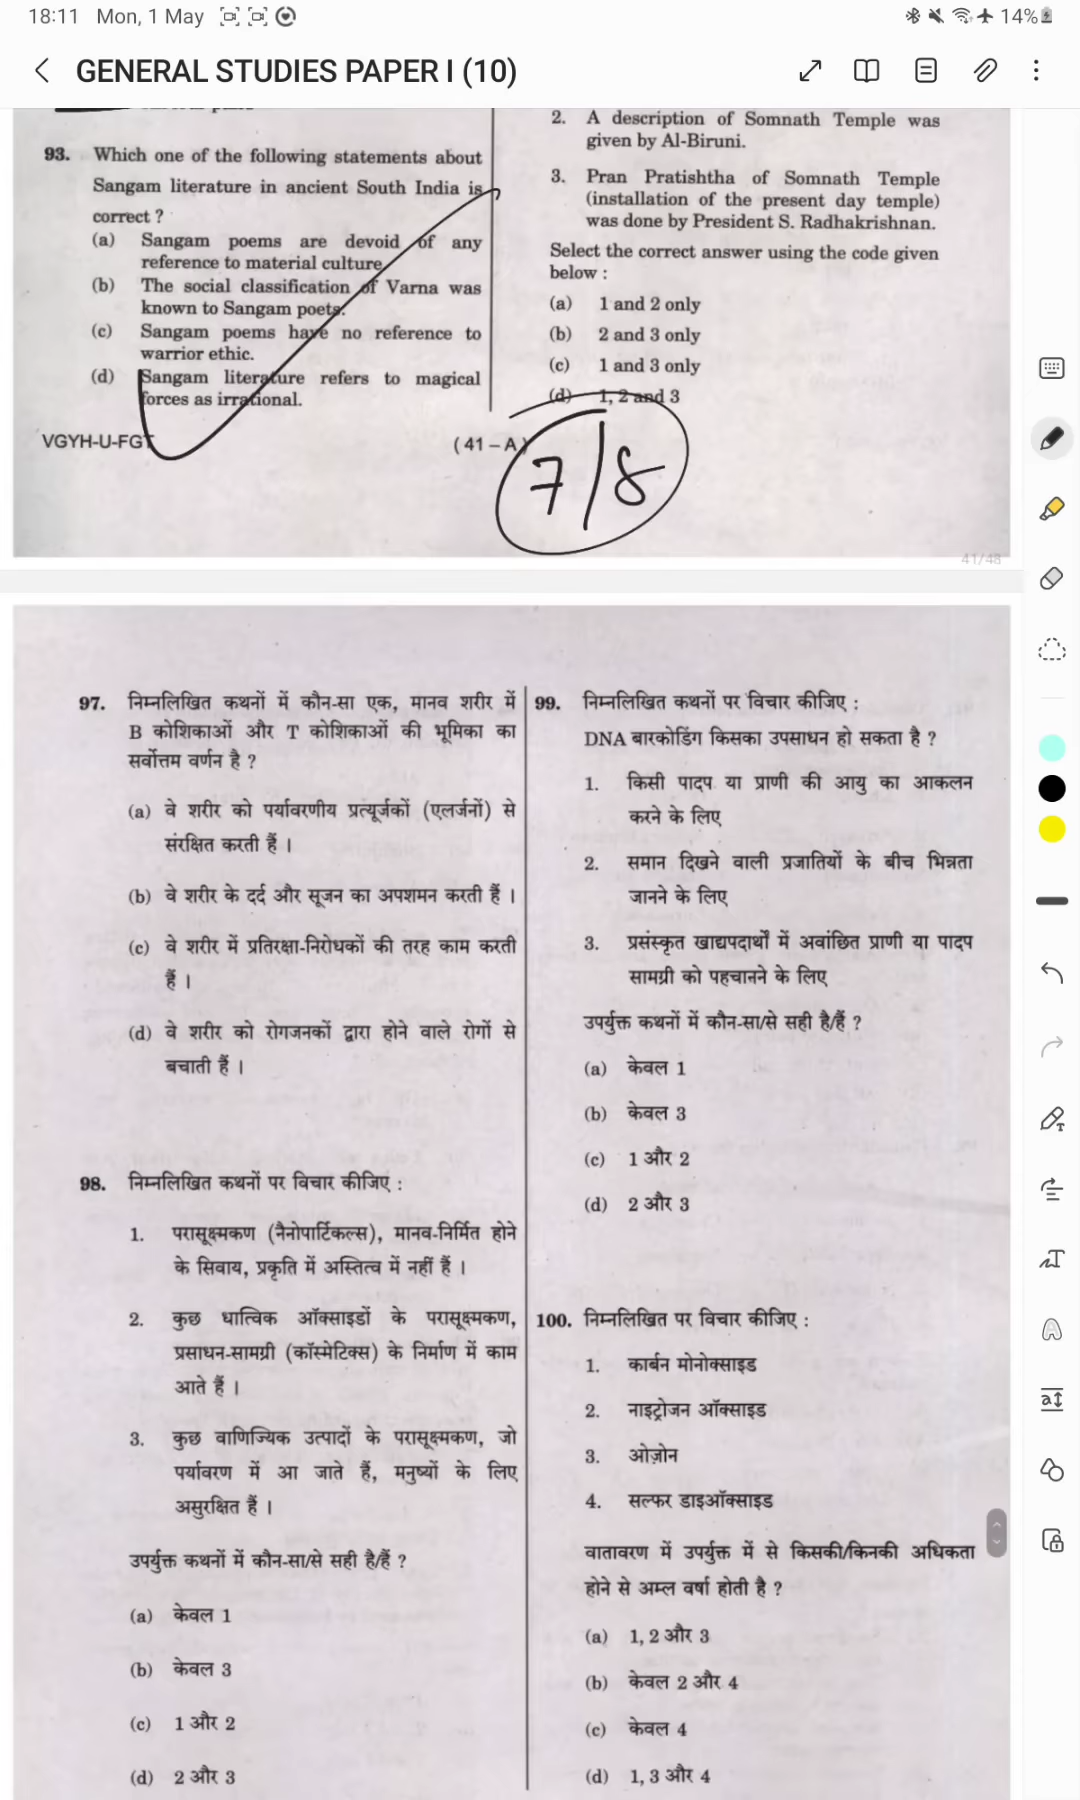 18:11 Mon, 1 May
14%
GENERAL STUDIES PAPER I (10)
93. Which one of the following statements about
Sangam literature in ancient South India is
correct ?
(a) Sangam poems are devoid of any
reference to material culture.
(b) The social classification of Varna was
known to Sangam poets.
(c) Sangam poems have no reference to
warrior ethic.
(d) Sangam literature refers to magical
forces as irrational.
VGYH-U-FGT
( 41 – A )
2. A description of Somnath Temple was
given by Al-Biruni.
3. Pran Pratishtha of Somnath Temple
(installation of the present day temple)
was done by President S. Radhakrishnan.
Select the correct answer using the code given
below :
(a) 1 and 2 only
(b) 2 and 3 only
(c) 1 and 3 only
(d) 1, 2 and 3
7/8
41/48
97. निम्नलिखित कथनों में कौन-सा एक, मानव शरीर में
B कोशिकाओं और T कोशिकाओं की भूमिका का
सर्वोत्तम वर्णन है ?
(a) वे शरीर को पर्यावरणीय प्रत्यूर्जकों (एलर्जनों) से
संरक्षित करती हैं ।
(b) वे शरीर के दर्द और सूजन का अपशमन करती हैं ।
(c) वे शरीर में प्रतिरक्षा-निरोधकों की तरह काम करती
हैं ।
(d) वे शरीर को रोगजनकों द्वारा होने वाले रोगों से
बचाती हैं ।
98. निम्नलिखित कथनों पर विचार कीजिए :
1. परासूक्ष्मकण (नैनोपार्टिकल्स), मानव-निर्मित होने
के सिवाय, प्रकृति में अस्तित्व में नहीं हैं ।
2. कुछ धात्विक ऑक्साइडों के परासूक्ष्मकण,
प्रसाधन-सामग्री (कॉस्मेटिक्स) के निर्माण में काम
आते हैं ।
3. कुछ वाणिज्यिक उत्पादों के परासूक्ष्मकण, जो
पर्यावरण में आ जाते हैं, मनुष्यों के लिए
असुरक्षित हैं ।
उपर्युक्त कथनों में कौन-सा/से सही है/हैं ?
(a) केवल 1
(b) केवल 3
(c) 1 और 2
(d) 2 और 3
99. निम्नलिखित कथनों पर विचार कीजिए :
DNA बारकोडिंग किसका उपसाधन हो सकता है ?
1. किसी पादप या प्राणी की आयु का आकलन
करने के लिए
2. समान दिखने वाली प्रजातियों के बीच भिन्नता
जानने के लिए
3. प्रसंस्कृत खाद्यपदार्थों में अवांछित प्राणी या पादप
सामग्री को पहचानने के लिए
उपर्युक्त कथनों में कौन-सा/से सही है/हैं ?
(a) केवल 1
(b) केवल 3
(c) 1 और 2
(d) 2 और 3
100. निम्नलिखित पर विचार कीजिए :
1. कार्बन मोनोक्साइड
2. नाइट्रोजन ऑक्साइड
3. ओज़ोन
4. सल्फर डाइऑक्साइड
वातावरण में उपर्युक्त में से किसकी/किनकी अधिकता
होने से अम्ल वर्षा होती है ?
(a) 1, 2 और 3
(b) केवल 2 और 4
(c) केवल 4
(d) 1, 3 और 4